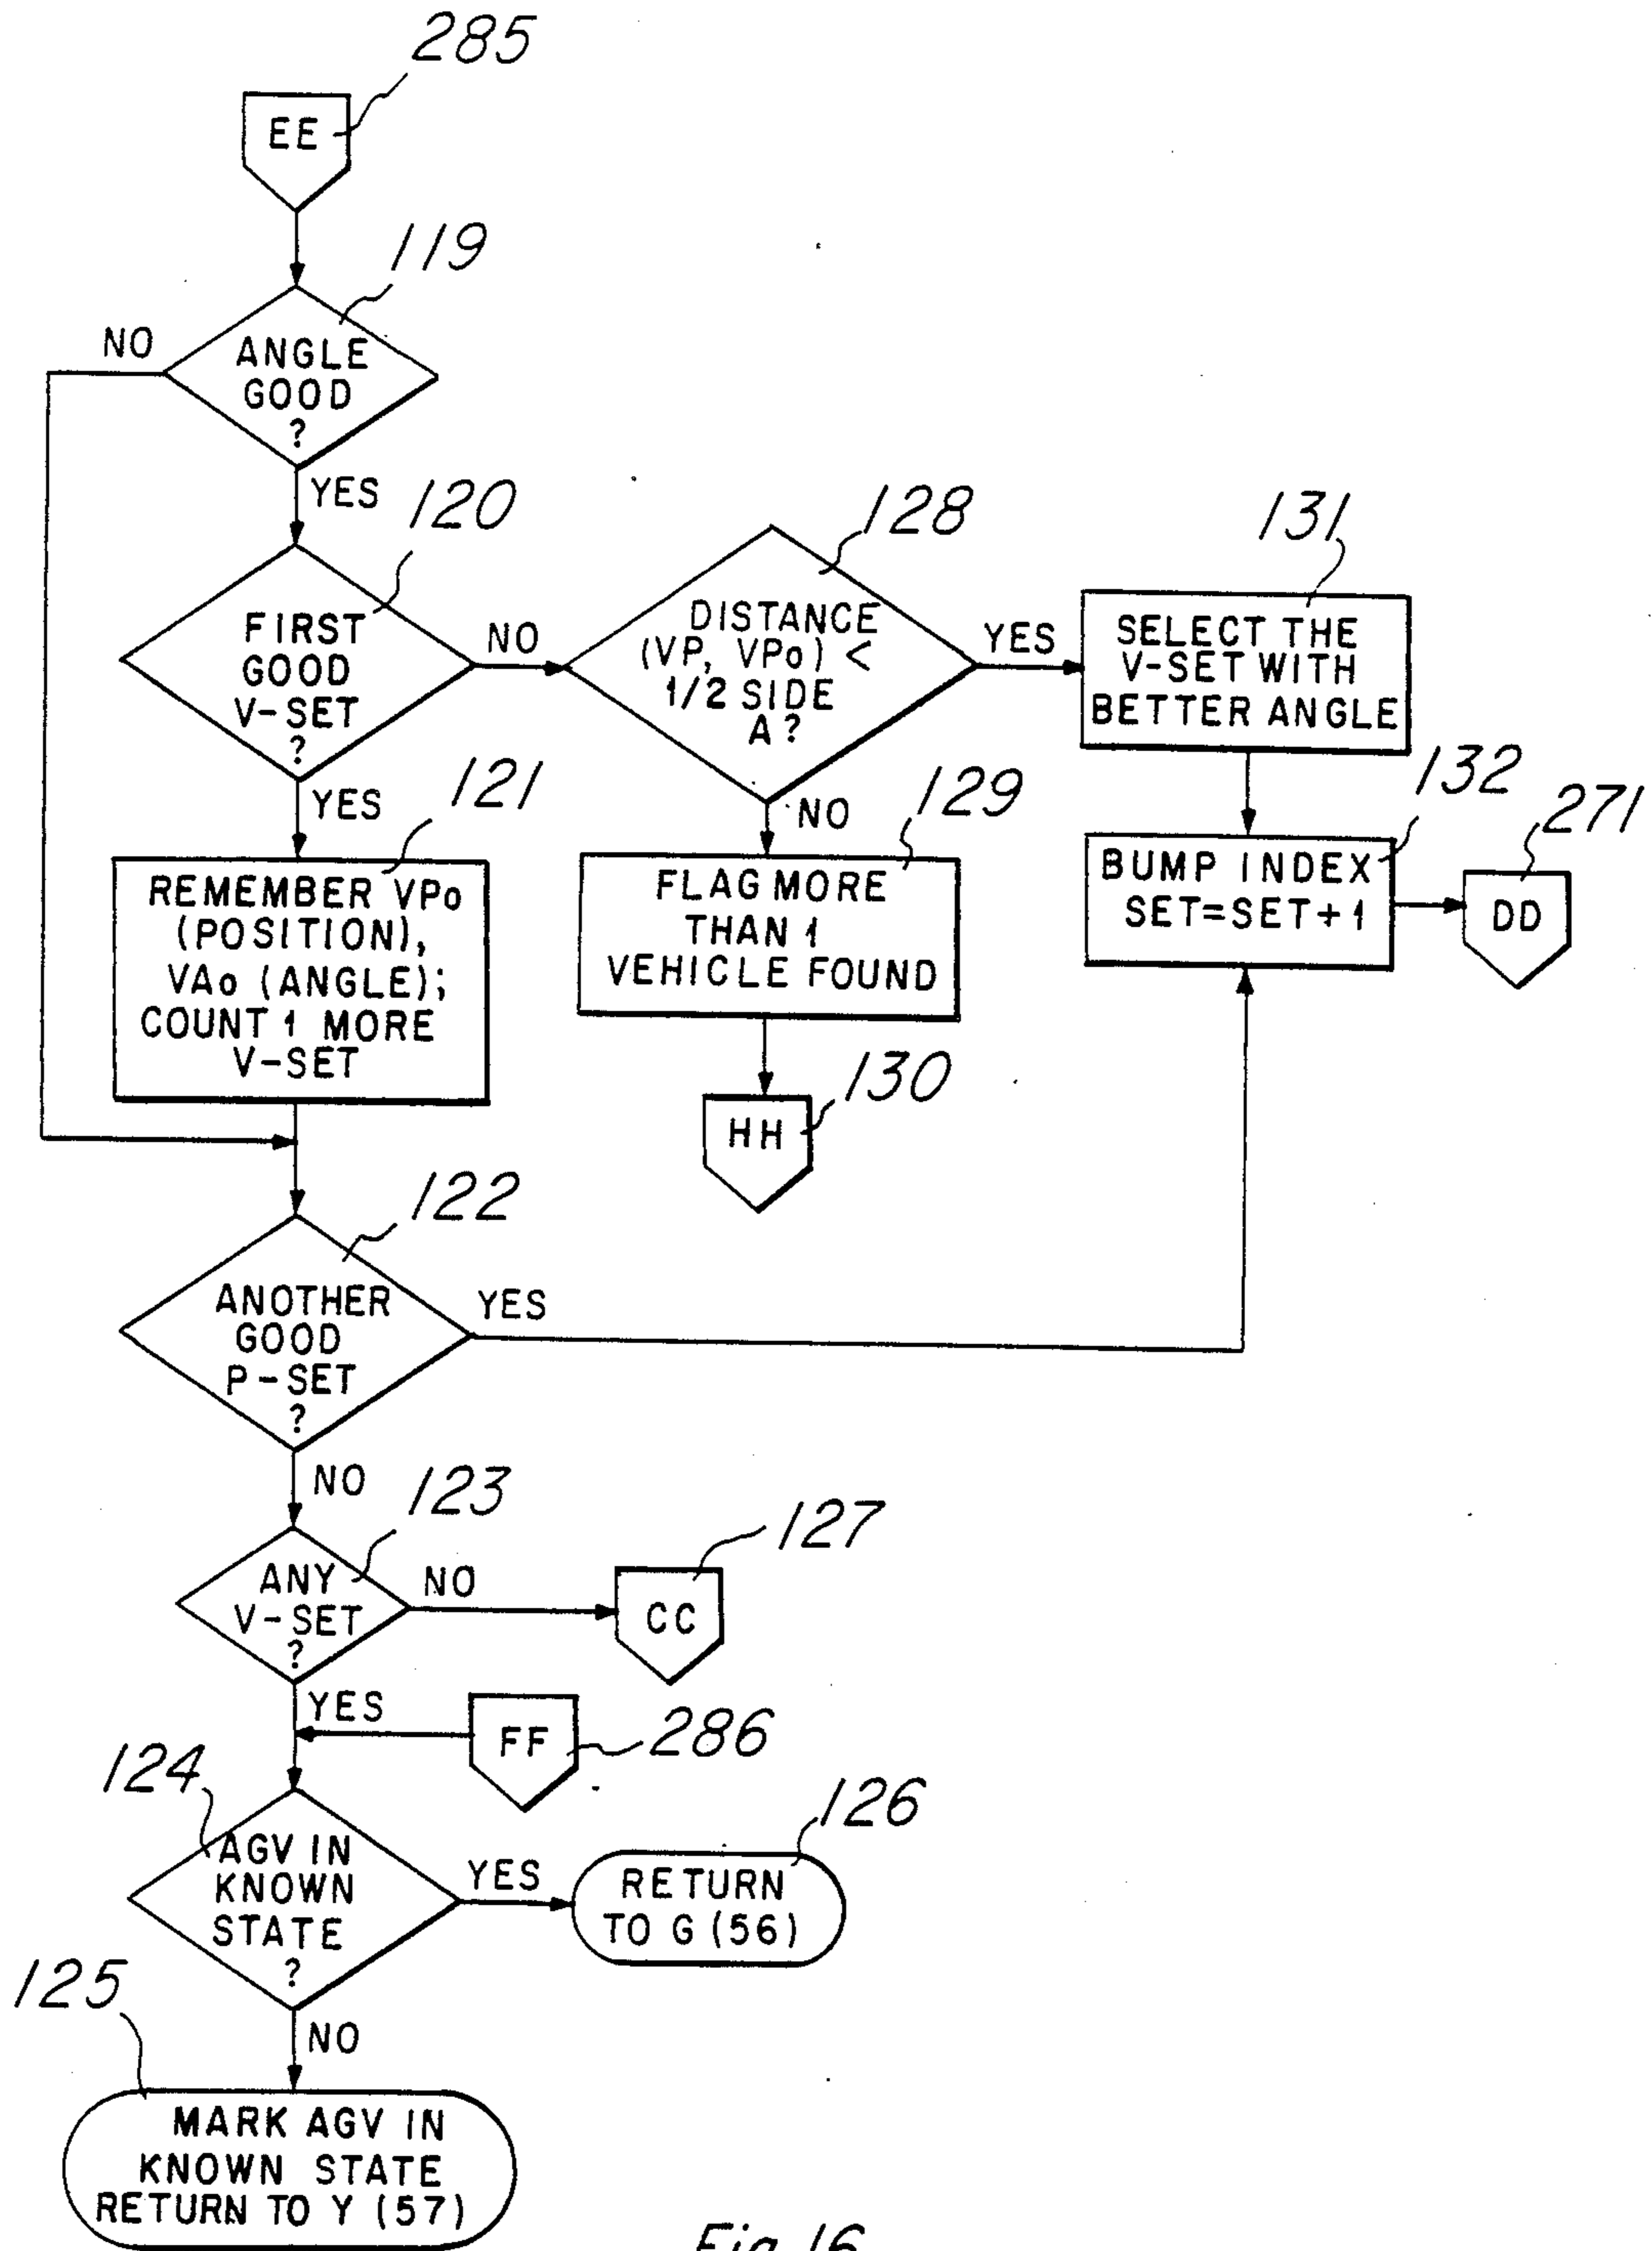 285
EE
119
NO
ANGLE
GOOD
?
YES
120
FIRST
GOOD
V-SET
?
NO
128
DISTANCE
(VP, VPo) <
1/2 SIDE
A?
YES
131
SELECT THE
V-SET WITH
BETTER ANGLE
YES
121
REMEMBER VPo
(POSITION),
VAo (ANGLE);
COUNT 1 MORE
V-SET
NO
129
FLAG MORE
THAN 1
VEHICLE FOUND
132
BUMP INDEX
SET=SET+1
271
DD
130
HH
122
ANOTHER
GOOD
P-SET
?
YES
NO
123
ANY
V-SET
?
NO
127
CC
YES
FF
286
124
AGV IN
KNOWN
STATE
?
YES
126
RETURN
TO G (56)
125
NO
MARK AGV IN
KNOWN STATE
RETURN TO Y (57)
Fig. 16